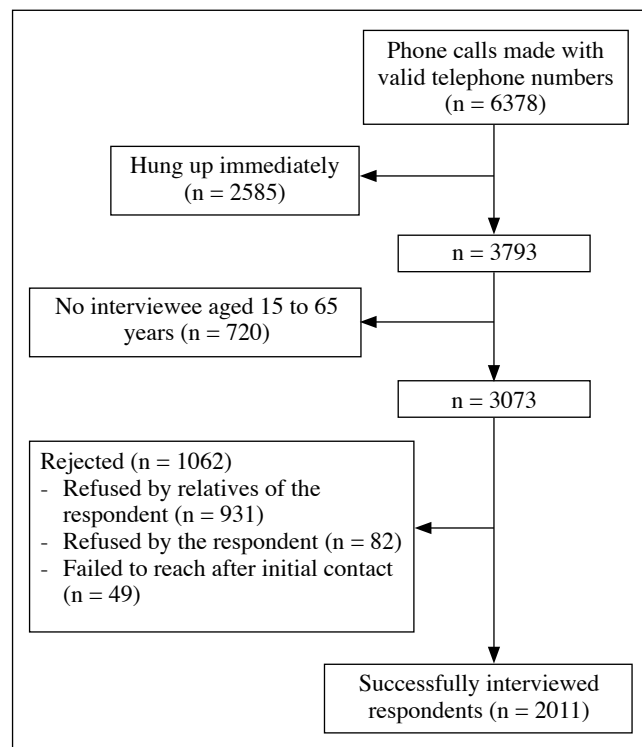 Phone calls made with
valid telephone numbers
(n = 6378)
Hung up immediately
(n = 2585)
n = 3793
No interviewee aged 15 to 65
years (n = 720)
n = 3073
Rejected (n = 1062)
- Refused by relatives of the
respondent (n = 931)
- Refused by the respondent (n = 82)
- Failed to reach after initial contact
(n = 49)
Successfully interviewed
respondents (n = 2011)